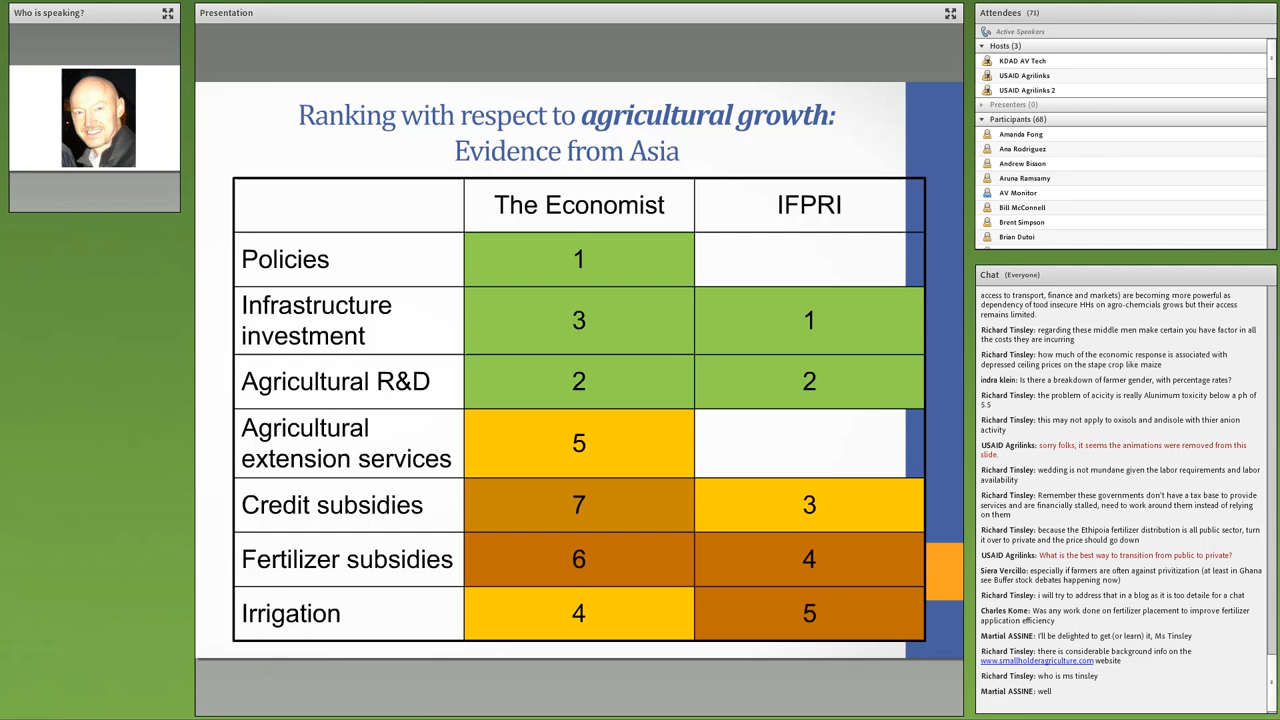 Who is speaking?
Presentation
Ranking with respect to agricultural growth:
Evidence from Asia
The Economist
IFPRI
Policies
1
Infrastructure
investment
3
1
Agricultural R&D
2
2
Agricultural
extension services
5
Credit subsidies
7
3
Fertilizer subsidies
6
4
Irrigation
4
5
Attendees (71)
Active Speakers
Hosts (3)
KDAD AV Tech
USAID Agrilinks
USAID Agrilinks 2
Presenters (0)
Participants (68)
Amanda Fong
Ana Rodriguez
Andrew Bisson
Aruna Ramsamy
AV Monitor
Bill McConnell
Brent Simpson
Brian Dutoi
Chat (Everyone)
access to transport, finance and markets) are becoming more powerful as
dependency of food insecure HHs on agro-chemcials grows but their access
remains limited.
Richard Tinsley: regarding these middle men make certain you have factor in all
the costs they are incurring
Richard Tinsley: how much of the economic response is associated with
depressed ceiling prices on the stape crop like maize
indra klein: Is there a breakdown of farmer gender, with percentage rates?
Richard Tinsley: the problem of acicity is really Alunimum toxicity below a ph of
5.5
Richard Tinsley: this may not apply to oxisols and andisole with thier anion
activity
USAID Agrilinks: sorry folks, it seems the animations were removed from this
slide.
Richard Tinsley: wedding is not mundane given the labor requirements and labor
availability
Richard Tinsley: Remember these governments don't have a tax base to provide
services and are financially stalled, need to work around them instead of relying
on them
Richard Tinsley: because the Ethipoia fertilizer distribution is all public sector, turn
it over to private and the price should go down
USAID Agrilinks: What is the best way to transition from public to private?
Siera Vercillo: especially if farmers are often against privitization (at least in Ghana
see Buffer stock debates happening now)
Richard Tinsley: i will try to address that in a blog as it is too detaile for a chat
Charles Kome: Was any work done on fertilizer placement to improve fertilizer
application efficiency
Martial ASSINE: I'll be delighted to get (or learn) it, Ms Tinsley
Richard Tinsley: there is considerable background info on the
www.smallholderagriculture.com website
Richard Tinsley: who is ms tinsley
Martial ASSINE: well